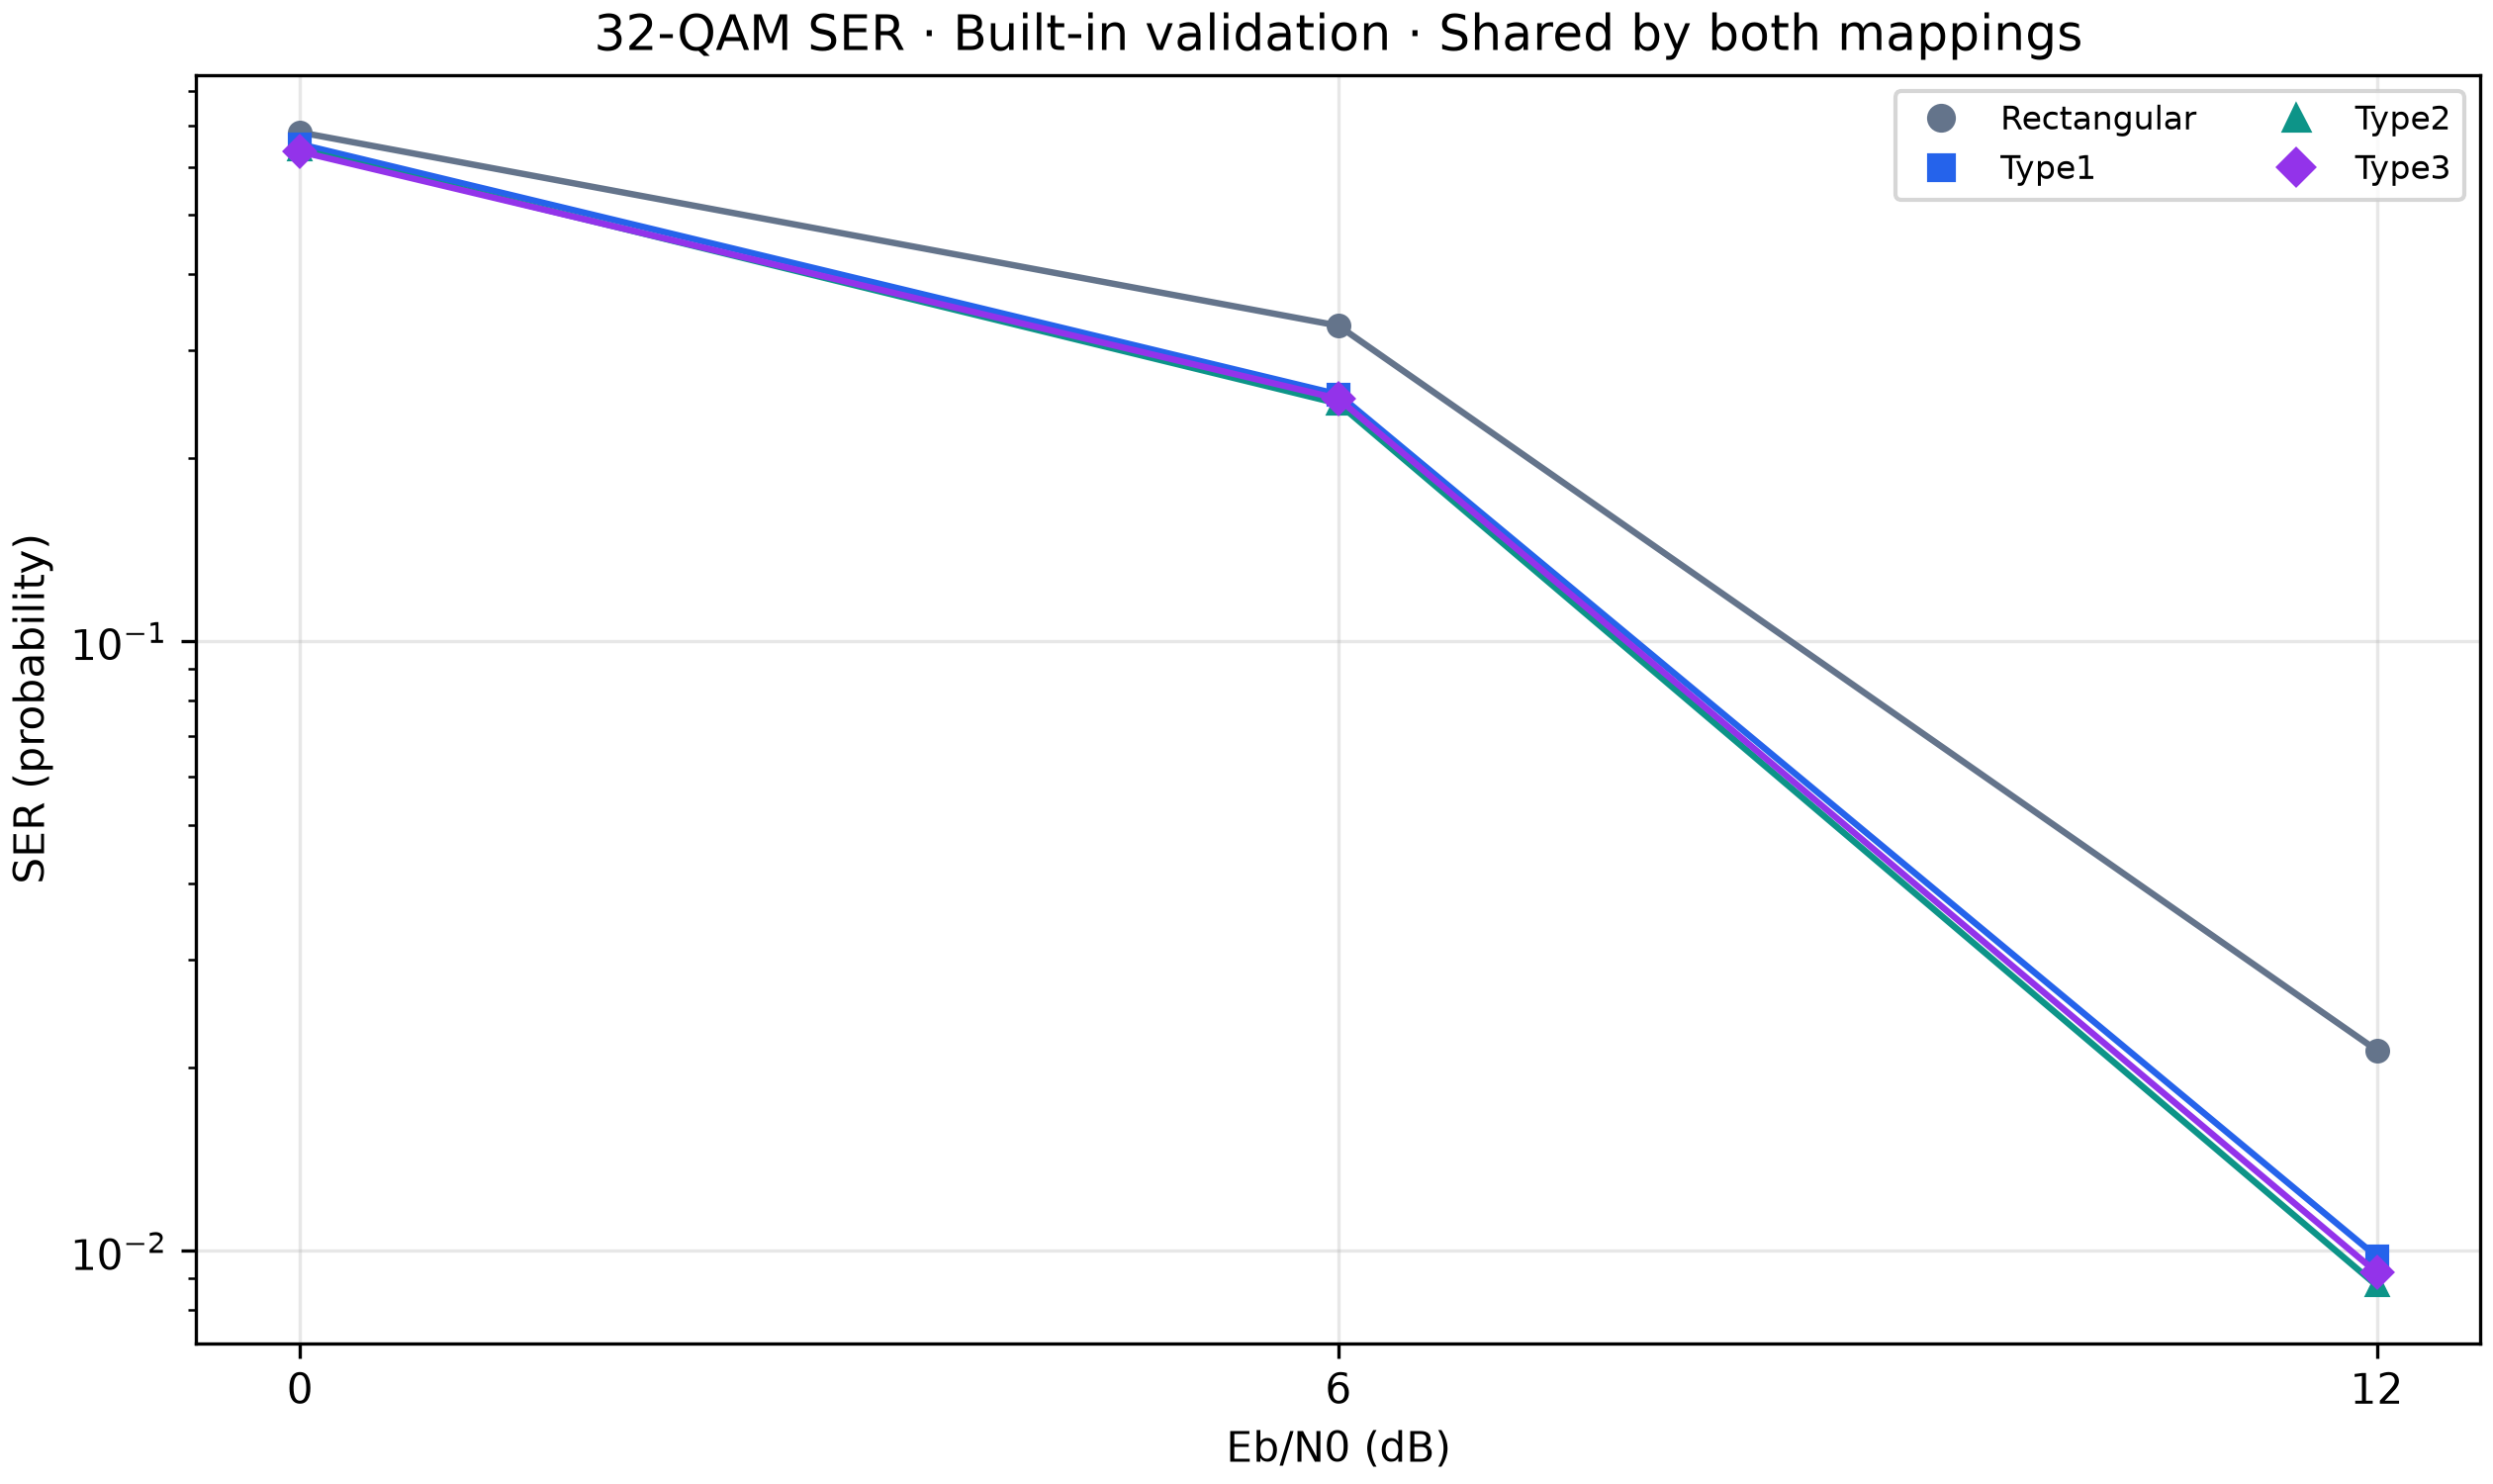 32-QAM SER · Built-in validation · Shared by both mappings
Rectangular
Type1
Type2
Type3
SER (probability)
10⁻¹
10⁻²
0
6
12
Eb/N0 (dB)